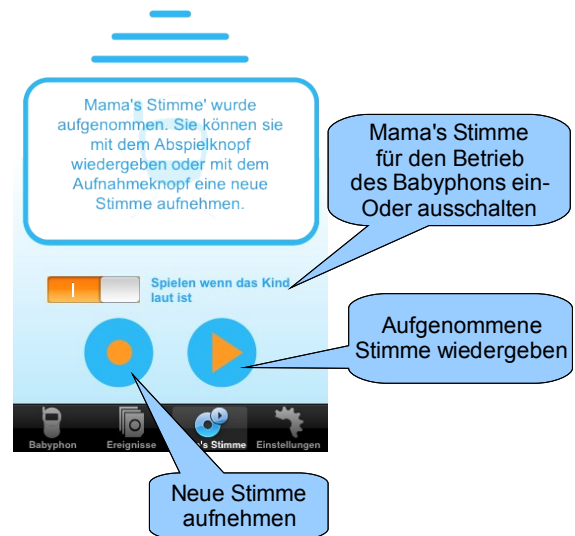 Mama's Stimme' wurde
aufgenommen. Sie können sie
mit dem Abspielknopf
wiedergeben oder mit dem
Aufnahmeknopf eine neue
Stimme aufnehmen.
Mama's Stimme
für den Betrieb
des Babyphons ein-
Oder ausschalten
Spielen wenn das Kind
laut ist
Aufgenommene
Stimme wiedergeben
Babyphon
Ereignisse
's Stimme
Einstellungen
Neue Stimme
aufnehmen